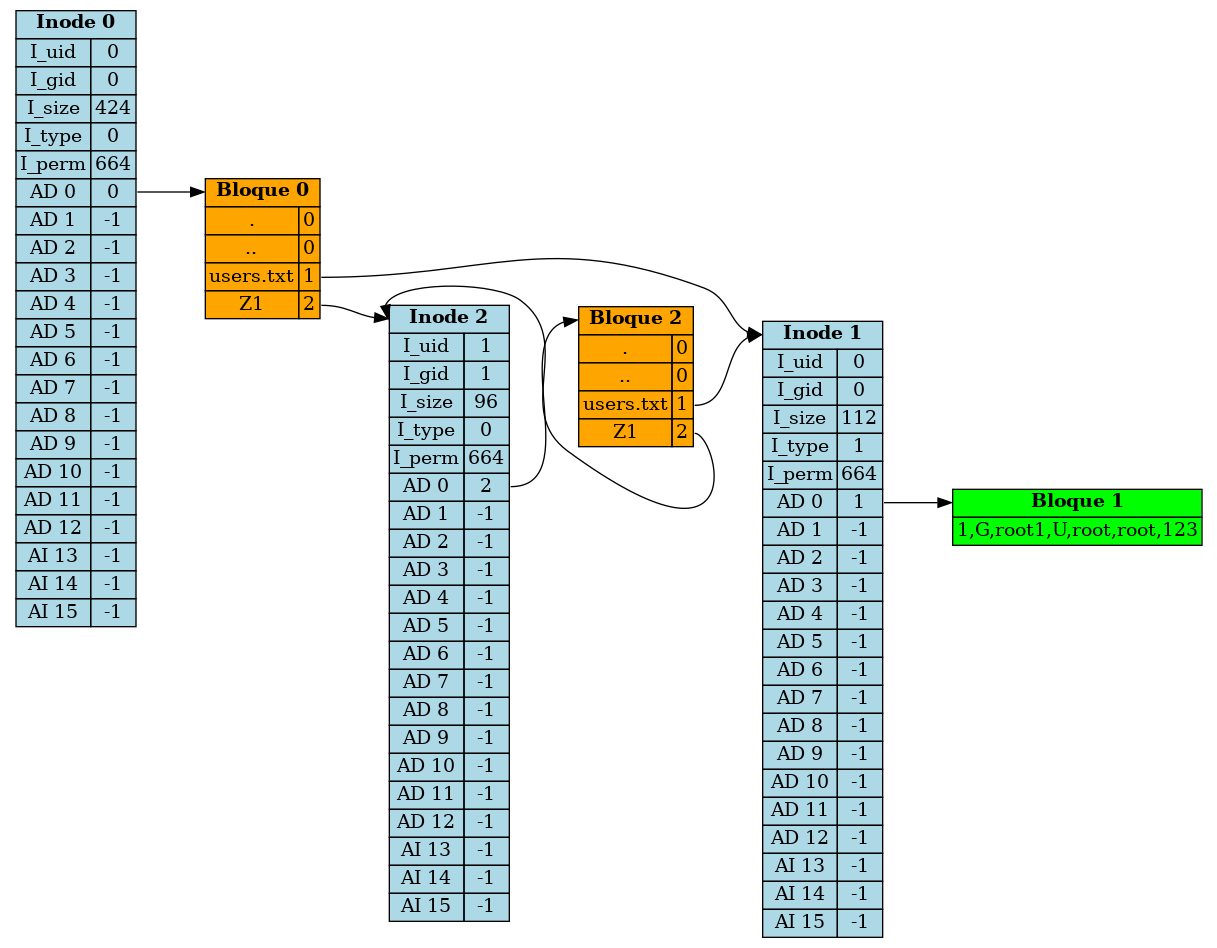 Inode 0
I_uid 0
I_gid 0
I_size 424
I_type 0
I_perm 664
AD 0 0
AD 1 -1
AD 2 -1
AD 3 -1
AD 4 -1
AD 5 -1
AD 6 -1
AD 7 -1
AD 8 -1
AD 9 -1
AD 10 -1
AD 11 -1
AD 12 -1
AI 13 -1
AI 14 -1
AI 15 -1
Bloque 0
. 0
.. 0
users.txt 1
Z1 2
Inode 2
I_uid 1
I_gid 1
I_size 96
I_type 0
I_perm 664
AD 0 2
AD 1 -1
AD 2 -1
AD 3 -1
AD 4 -1
AD 5 -1
AD 6 -1
AD 7 -1
AD 8 -1
AD 9 -1
AD 10 -1
AD 11 -1
AD 12 -1
AI 13 -1
AI 14 -1
AI 15 -1
Bloque 2
. 0
.. 0
users.txt 1
Z1 2
Inode 1
I_uid 0
I_gid 0
I_size 112
I_type 1
I_perm 664
AD 0 1
AD 1 -1
AD 2 -1
AD 3 -1
AD 4 -1
AD 5 -1
AD 6 -1
AD 7 -1
AD 8 -1
AD 9 -1
AD 10 -1
AD 11 -1
AD 12 -1
AI 13 -1
AI 14 -1
AI 15 -1
Bloque 1
1,G,root1,U,root,root,123